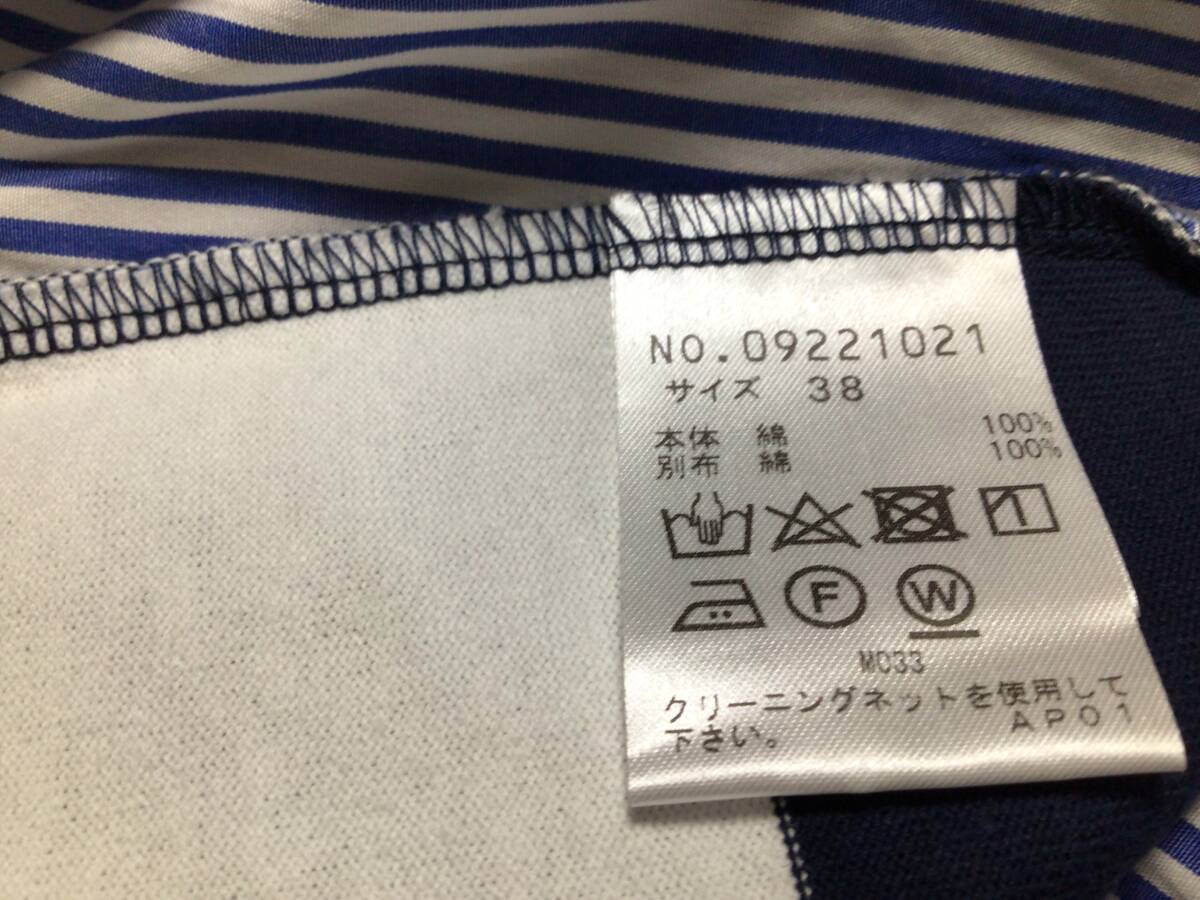 NO.09221021
サイズ 38
本体 綿 100%
別布 綿 100%
F W
M033
クリーニングネットを使用して
下さい。 AP01